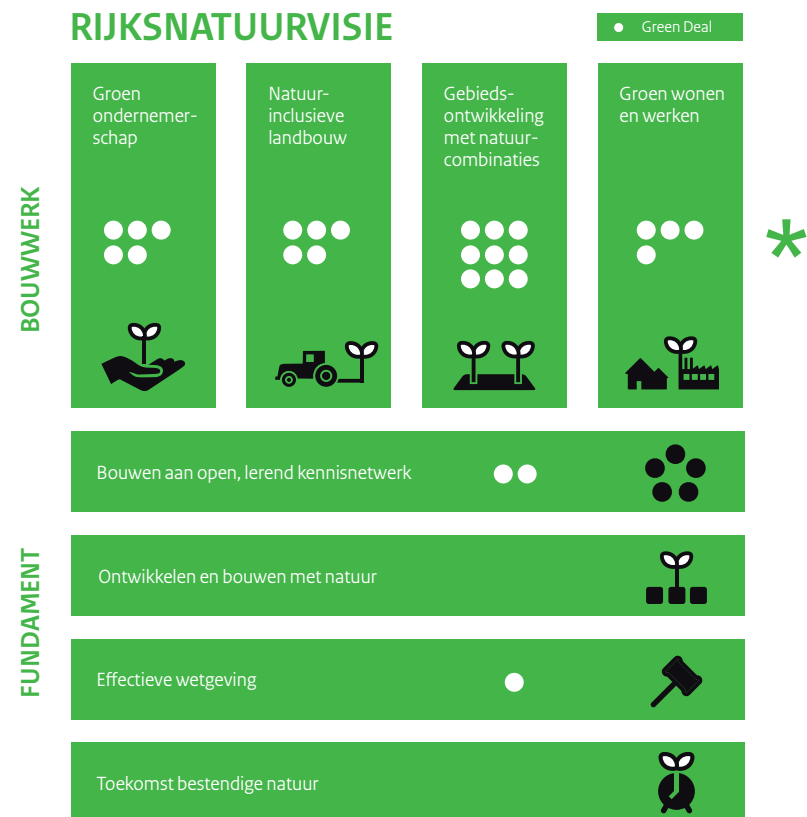 RIJKSNATUURVISIE
Green Deal
BOUWWERK
Groen
ondernemer-
schap
Natuur-
inclusieve
landbouw
Gebieds-
ontwikkeling
met natuur-
combinaties
Groen wonen
en werken
*
FUNDAMENT
Bouwen aan open, lerend kennisnetwerk
Ontwikkelen en bouwen met natuur
Effectieve wetgeving
Toekomst bestendige natuur